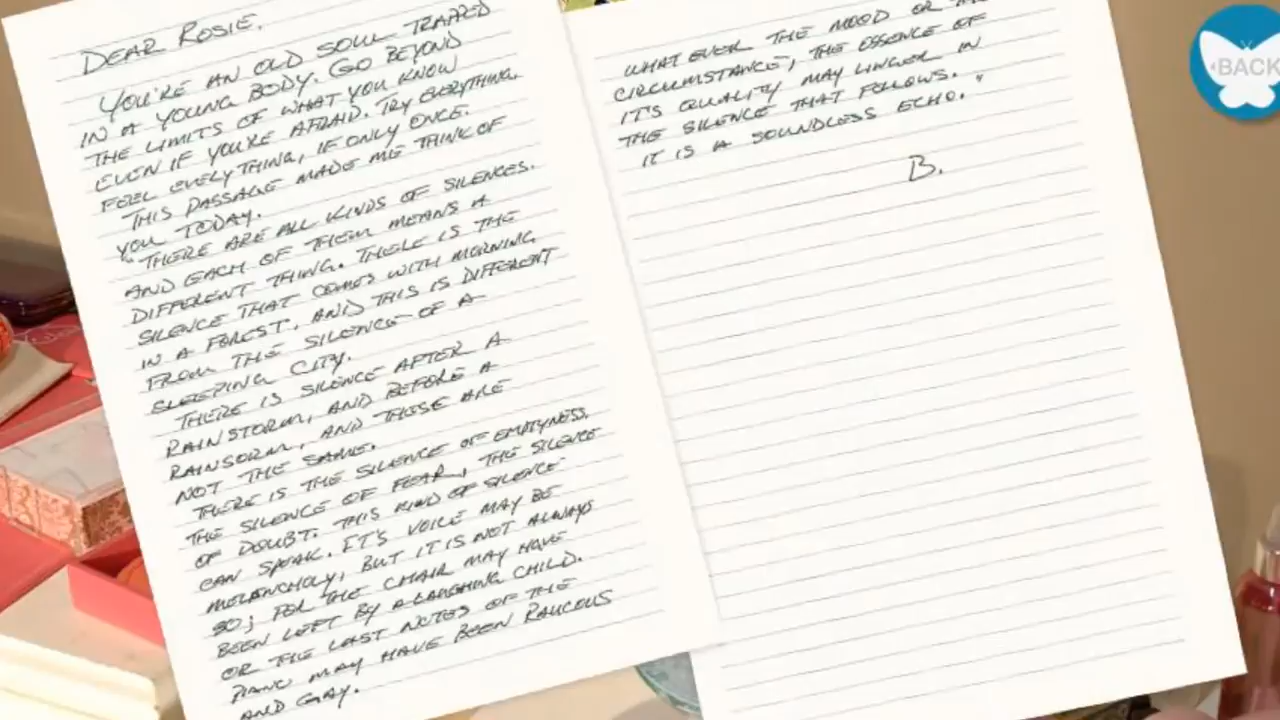 DEAR ROSIE.
YOU'RE AN OLD SOUL TRAPPED
IN A YOUNG BODY. GO BEYOND
THE LIMITS OF WHAT YOU KNOW
EVEN IF YOU'RE AFRAID. TRY EVERYTHING.
FEEL EVERYTHING, IF ONLY ONCE.
THIS PASSAGE MADE ME THINK OF
YOU TODAY.
"THERE ARE ALL KINDS OF SILENCES.
AND EACH OF THEM MEANS A
DIFFERENT THING. THERE IS THE
SILENCE THAT COMES WITH MORNING
IN A FOREST, AND THIS IS DIFFERENT
FROM THE SILENCE OF A
SLEEPING CITY.
THERE IS SILENCE AFTER A
RAINSTORM, AND BEFORE A
RAINSORM, AND THESE ARE
NOT THE SAME.
THERE IS THE SILENCE OF EMPTYNESS,
THE SILENCE OF FEAR, THE SILENCE
OF DOUBT. THIS KIND OF SILENCE
CAN SPEAK. IT'S VOICE MAY BE
MELANCHOLY, BUT IT IS NOT ALWAYS
SO; FOR THE CHAIR MAY HAVE
BEEN LEFT BY A LAUGHING CHILD.
OR THE LAST NOTES OF THE
PIANO MAY HAVE BEEN RAUCOUS
AND GAY.
WHAT EVER THE MOOD OR THE
CIRCUMSTANCE, THE ESSENCE OF
IT'S QUALITY MAY LINGER IN
THE SILENCE THAT FOLLOWS.
IT IS A SOUNDLESS ECHO."
B.
BACK